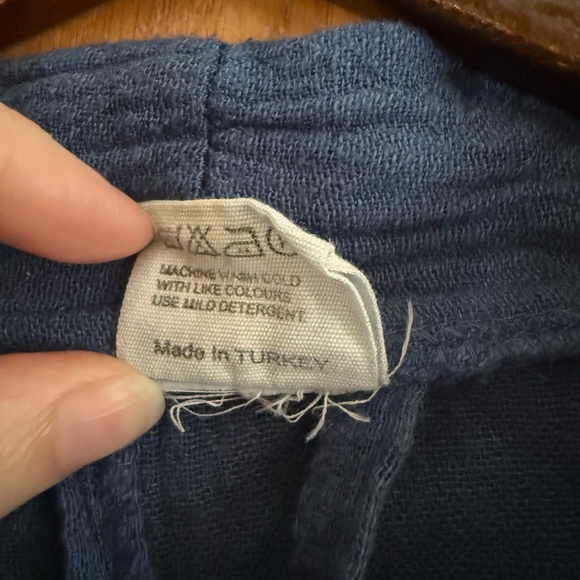 MACHINE WASH COLD
WITH LIKE COLOURS
USE MILD DETERGENT.
Made in TURKEY